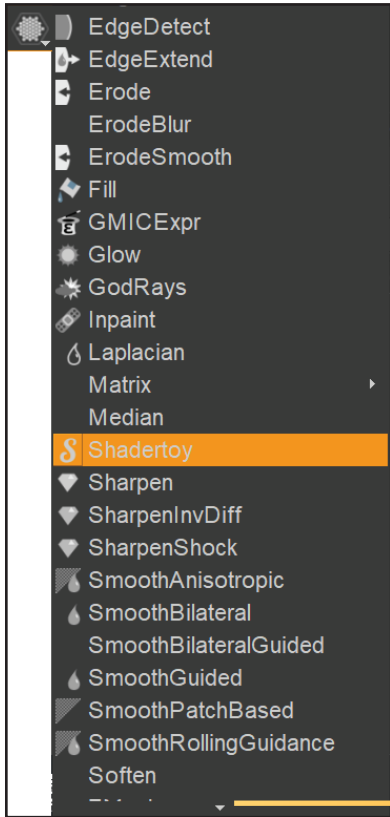 EdgeDetect
EdgeExtend
Erode
ErodeBlur
ErodeSmooth
Fill
GMICExpr
Glow
GodRays
Inpaint
Laplacian
Matrix
Median
Shadertoy
Sharpen
SharpenInvDiff
SharpenShock
SmoothAnisotropic
SmoothBilateral
SmoothBilateralGuided
SmoothGuided
SmoothPatchBased
SmoothRollingGuidance
Soften